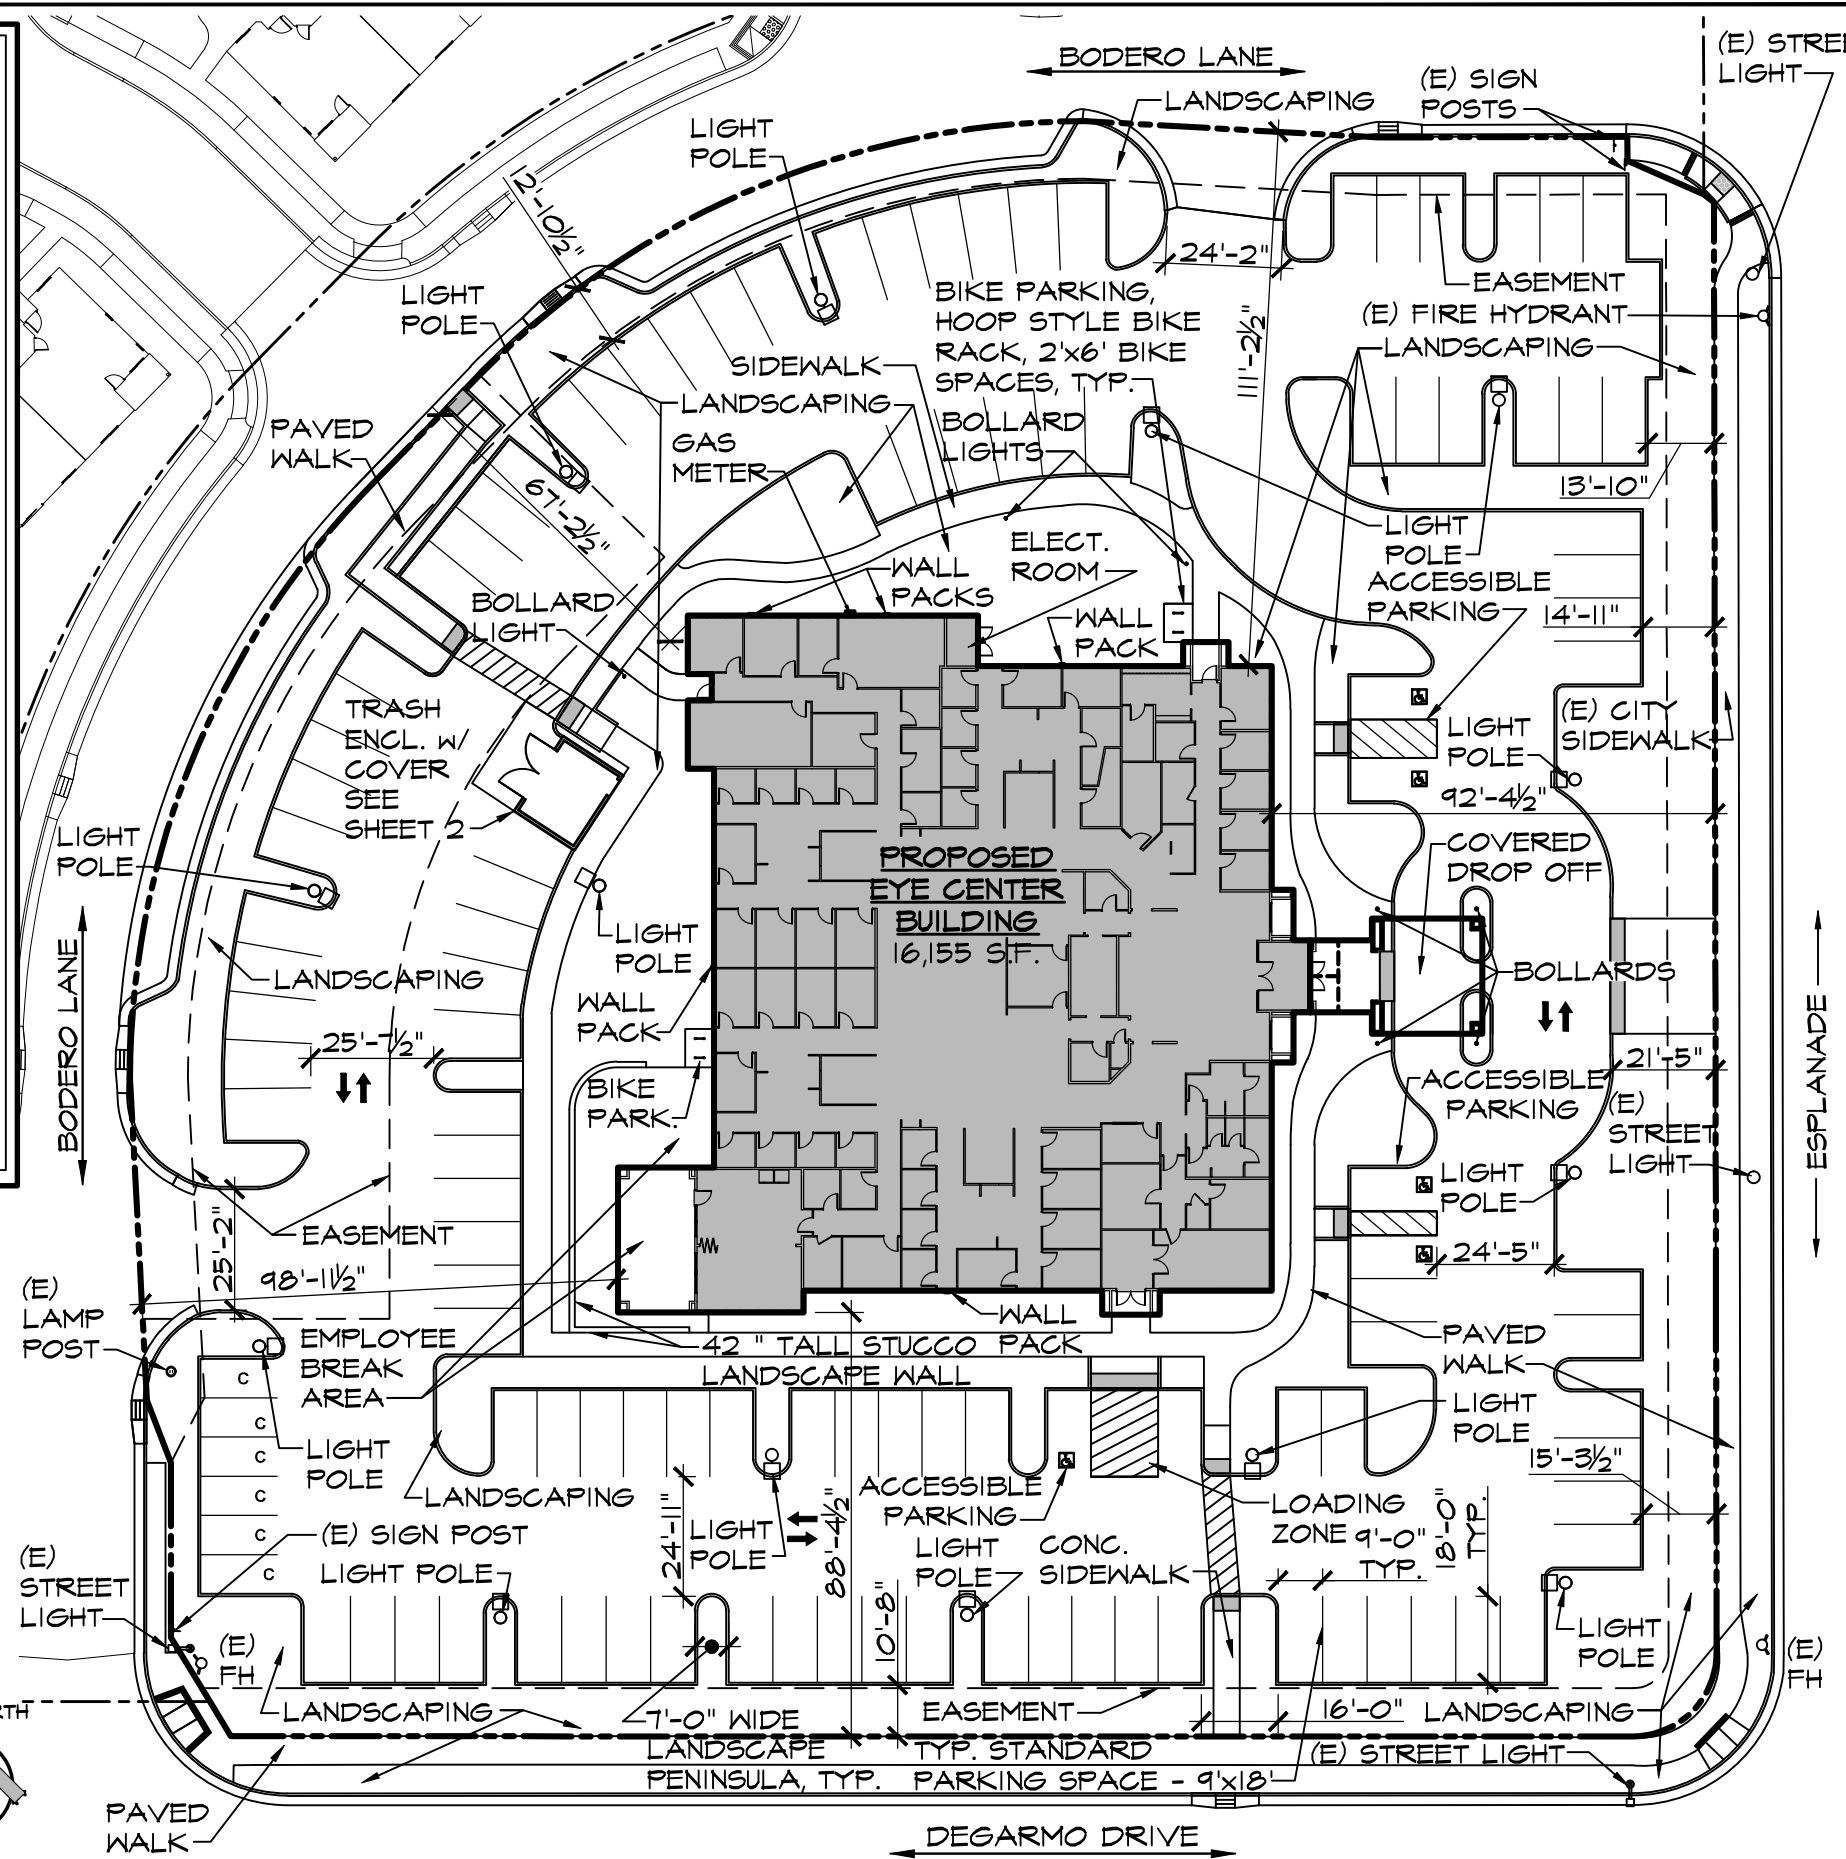 BODERO LANE
(E) STREE
LIGHT
(E) SIGN
POSTS
LANDSCAPING
LIGHT
POLE
12'-10½"
24'-2"
EASEMENT
LIGHT
POLE
BIKE PARKING,
HOOP STYLE BIKE
RACK, 2'x6' BIKE
SPACES, TYP.
111'-2½"
(E) FIRE HYDRANT
LANDSCAPING
SIDEWALK
LANDSCAPING
BOLLARD
LIGHTS
PAVED
WALK
GAS
METER
67'-2½"
13'-10"
LIGHT
POLE
ELECT.
ROOM
WALL
PACKS
ACCESSIBLE
PARKING
14'-11"
BOLLARD
LIGHT
WALL
PACK
TRASH
ENCL. W/
COVER
SEE
SHEET 2
LIGHT
POLE
(E) CITY
SIDEWALK
92'-4½"
LIGHT
POLE
COVERED
DROP OFF
PROPOSED
EYE CENTER
BUILDING
16,155 S.F.
LIGHT
POLE
LANDSCAPING
BOLLARDS
BODERO LANE
ESPLANADE
WALL
PACK
25'-7½"
21'-5"
BIKE
PARK.
ACCESSIBLE
PARKING
(E)
STREET
LIGHT
LIGHT
POLE
EASEMENT
25'-2"
24'-5"
98'-11½"
(E)
LAMP
POST
WALL
PACK
EMPLOYEE
BREAK
AREA
42 " TALL STUCCO
LANDSCAPE WALL
PAVED
WALK
C
C
C
C
C
C
LIGHT
POLE
LIGHT
POLE
15'-3½"
LANDSCAPING
ACCESSIBLE
PARKING
LOADING
ZONE
9'-0"
TYP.
18'-0"
TYP.
(E) SIGN POST
24'-11"
LIGHT
POLE
88'-4½"
LIGHT
POLE
CONC.
SIDEWALK
(E)
STREET
LIGHT
LIGHT POLE
LIGHT
POLE
(E)
FH
10'-8"
(E)
FH
RTH
LANDSCAPING
7'-0" WIDE
LANDSCAPE
PENINSULA, TYP.
EASEMENT
16'-0"
LANDSCAPING
TYP. STANDARD
PARKING SPACE - 9'x18'
(E) STREET LIGHT
PAVED
WALK
DEGARMO DRIVE